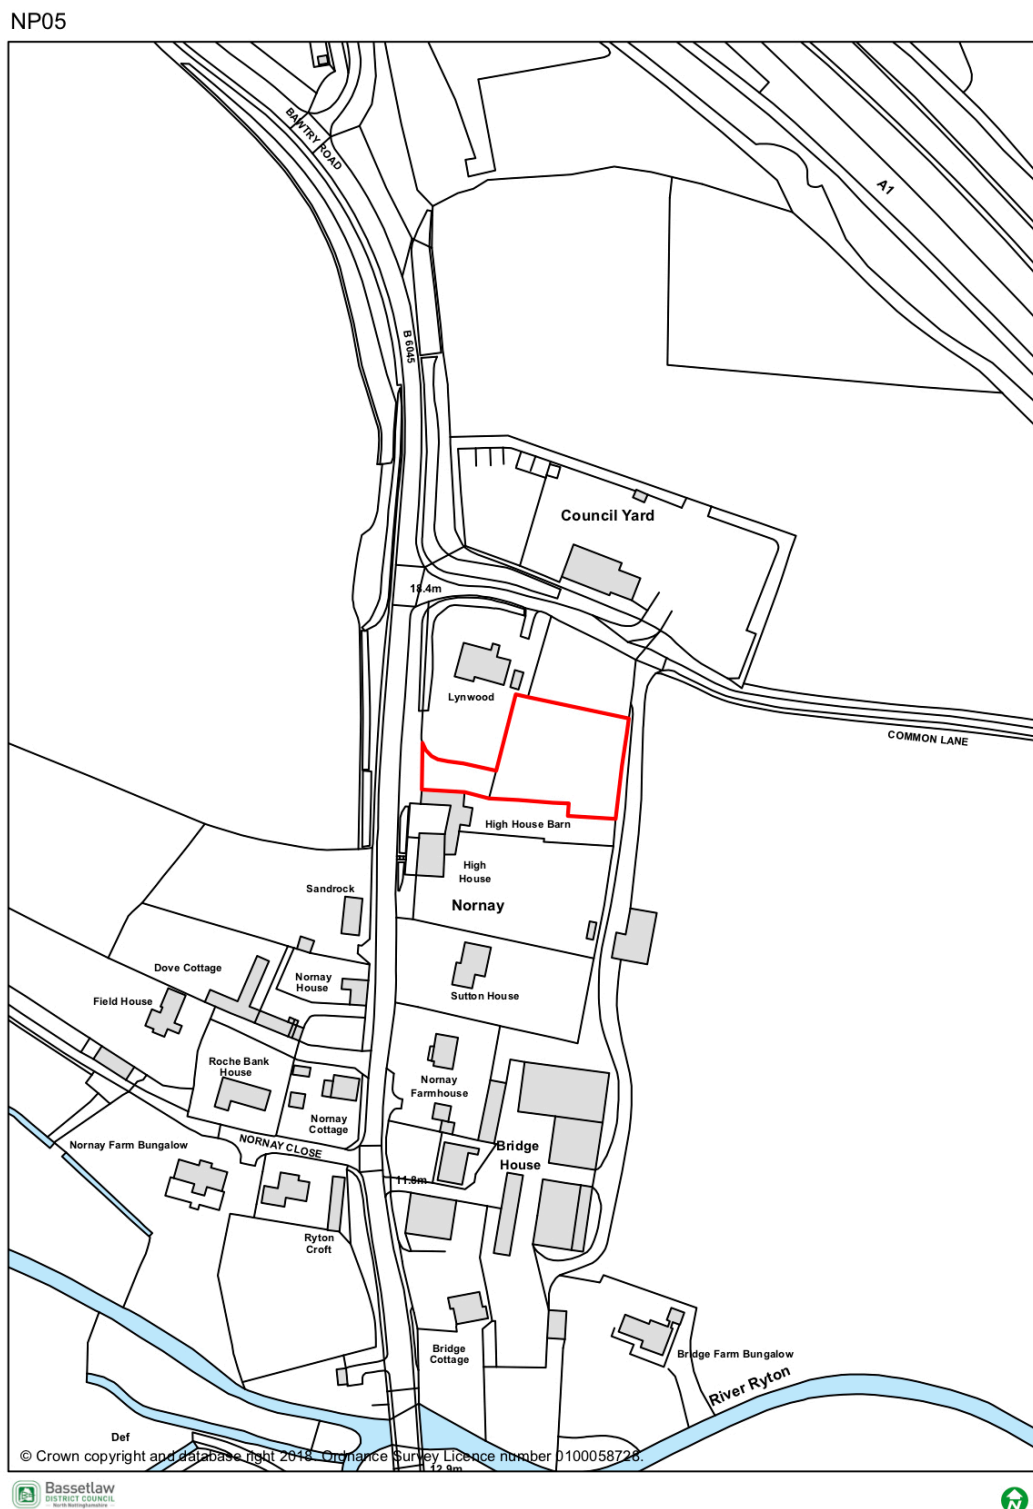 NP05
BAWTRY ROAD
A1
B 6045
Council Yard
18.4m
Lynwood
COMMON LANE
High House Barn
High
House
Sandrock
Nornay
Dove Cottage
Nornay
House
Sutton House
Field House
Roche Bank
House
Nornay
Farmhouse
Nornay
Cottage
Nornay Farm Bungalow
NORNAY CLOSE
Bridge
House
11.8m
Ryton
Croft
Bridge
Cottage
Bridge Farm Bungalow
River Ryton
Def
© Crown copyright and database right 2018. Ordnance Survey Licence number 0100058728.
12.9m
Bassetlaw
DISTRICT COUNCIL
North Nottinghamshire